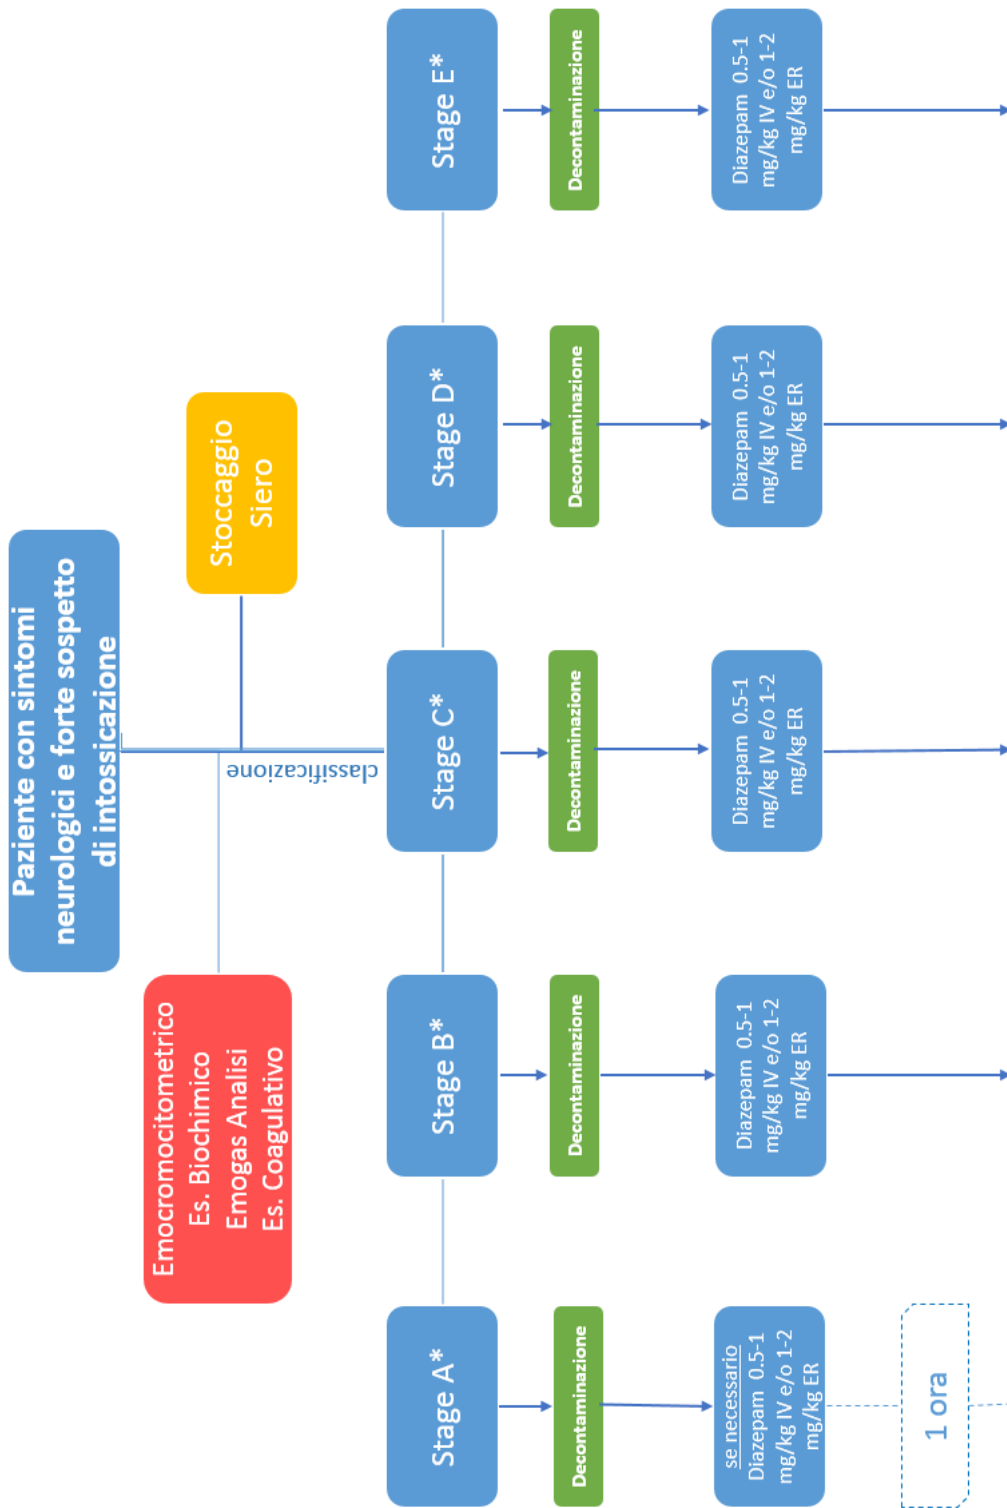 Paziente con sintomi
neurologici e forte sospetto
di intossicazione
Emocromocitometrico
Es. Biochimico
Emogas Analisi
Es. Coagulativo
Stoccaggio
Siero
classificazione
Stage A*
Stage B*
Stage C*
Stage D*
Stage E*
Decontaminazione
Decontaminazione
Decontaminazione
Decontaminazione
Decontaminazione
se necessario
Diazepam 0.5-1
mg/kg IV e/o 1-2
mg/kg ER
Diazepam 0.5-1
mg/kg IV e/o 1-2
mg/kg ER
Diazepam 0.5-1
mg/kg IV e/o 1-2
mg/kg ER
Diazepam 0.5-1
mg/kg IV e/o 1-2
mg/kg ER
Diazepam 0.5-1
mg/kg IV e/o 1-2
mg/kg ER
1 ora